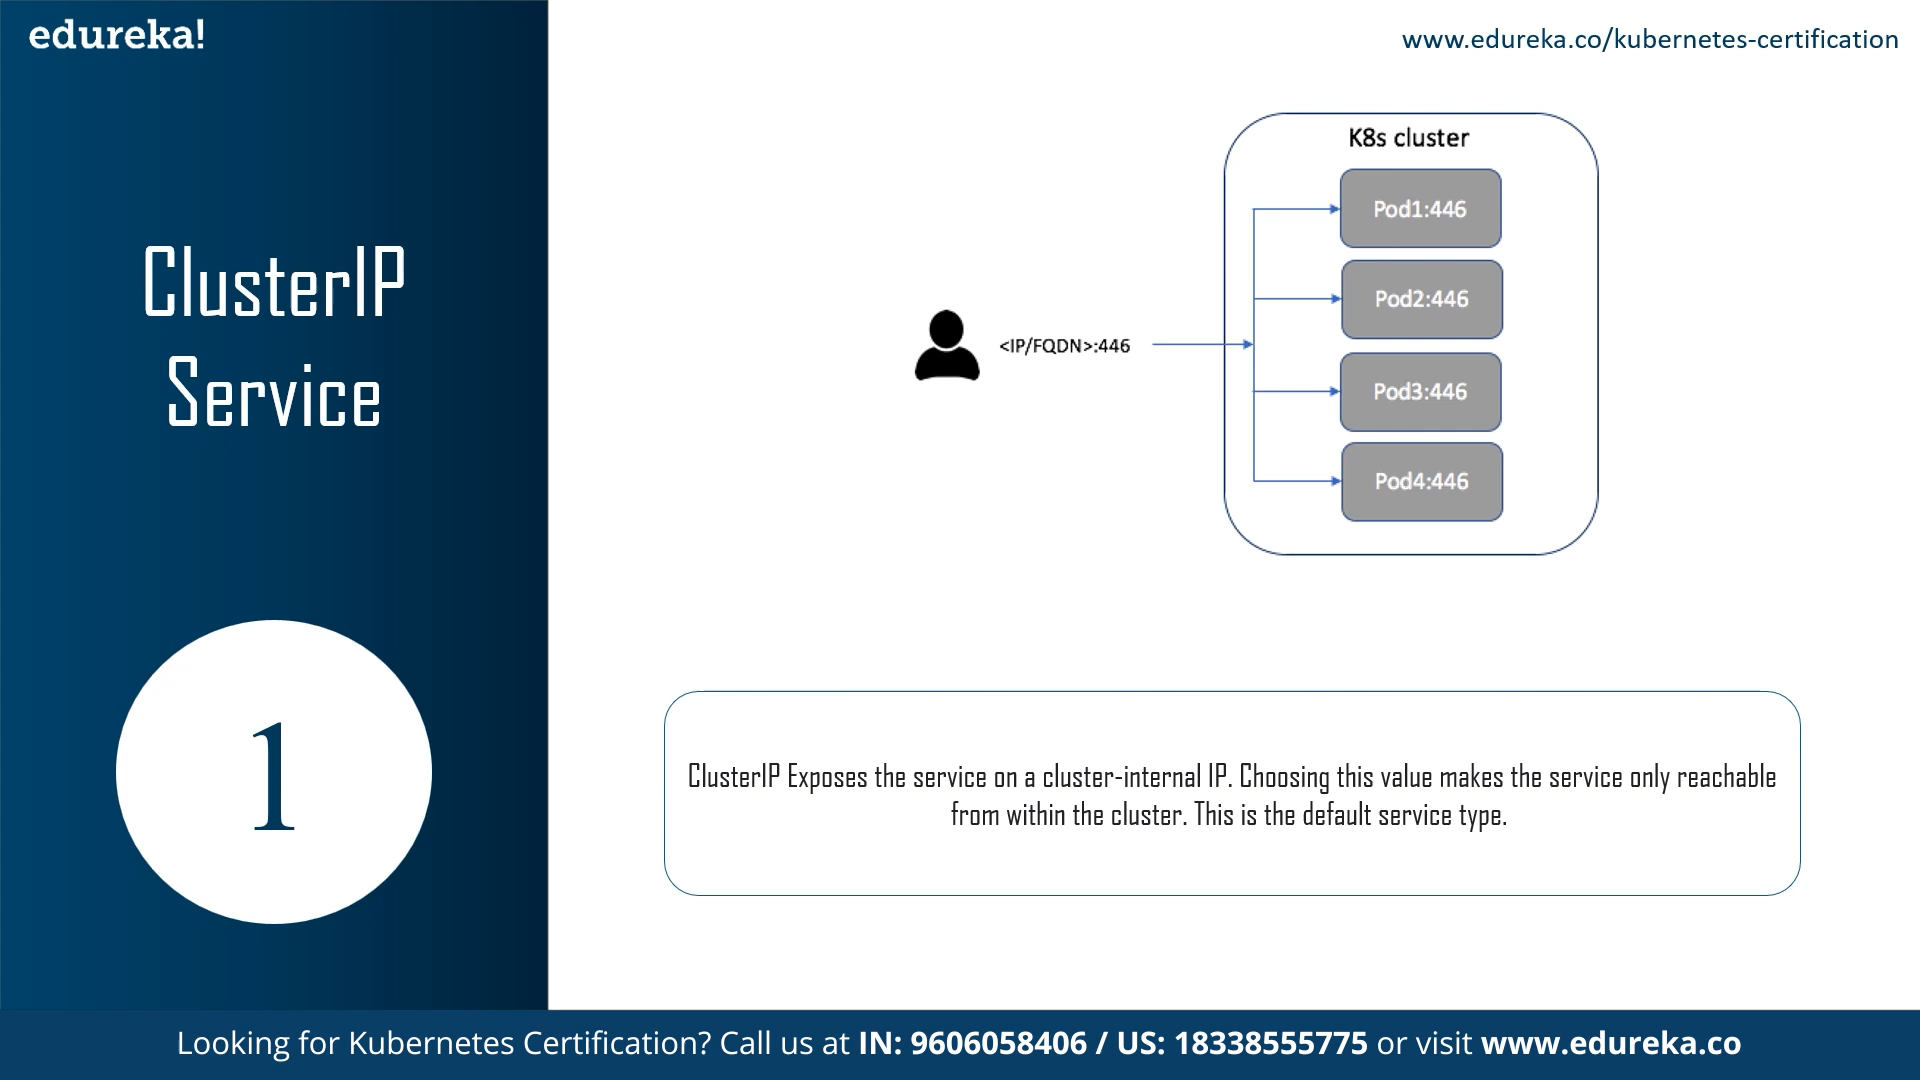 edureka!
www.edureka.co/kubernetes-certification
ClusterIP
Service
1
K8s cluster
Pod1:446
Pod2:446
<IP/FQDN>:446
Pod3:446
Pod4:446
ClusterIP Exposes the service on a cluster-internal IP. Choosing this value makes the service only reachable
from within the cluster. This is the default service type.
Looking for Kubernetes Certification? Call us at IN: 9606058406 / US: 18338555775 or visit www.edureka.co